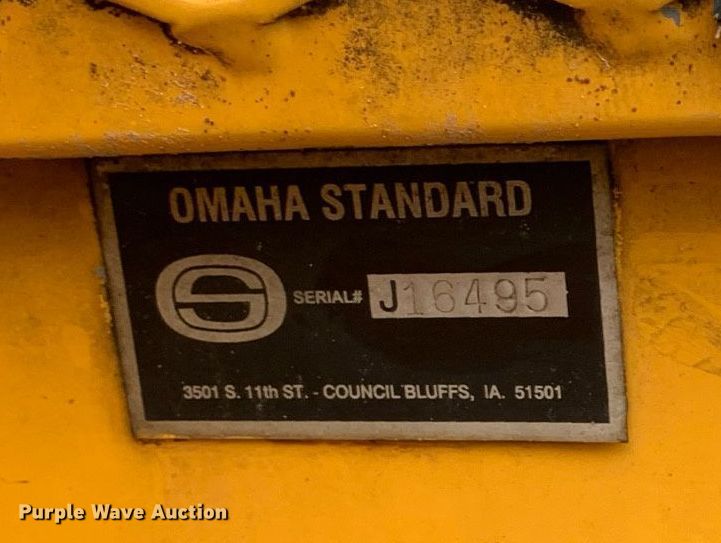 OMAHA STANDARD
SERIAL# J16495
3501 S. 11th ST. - COUNCIL BLUFFS, IA. 51501
Purple Wave Auction